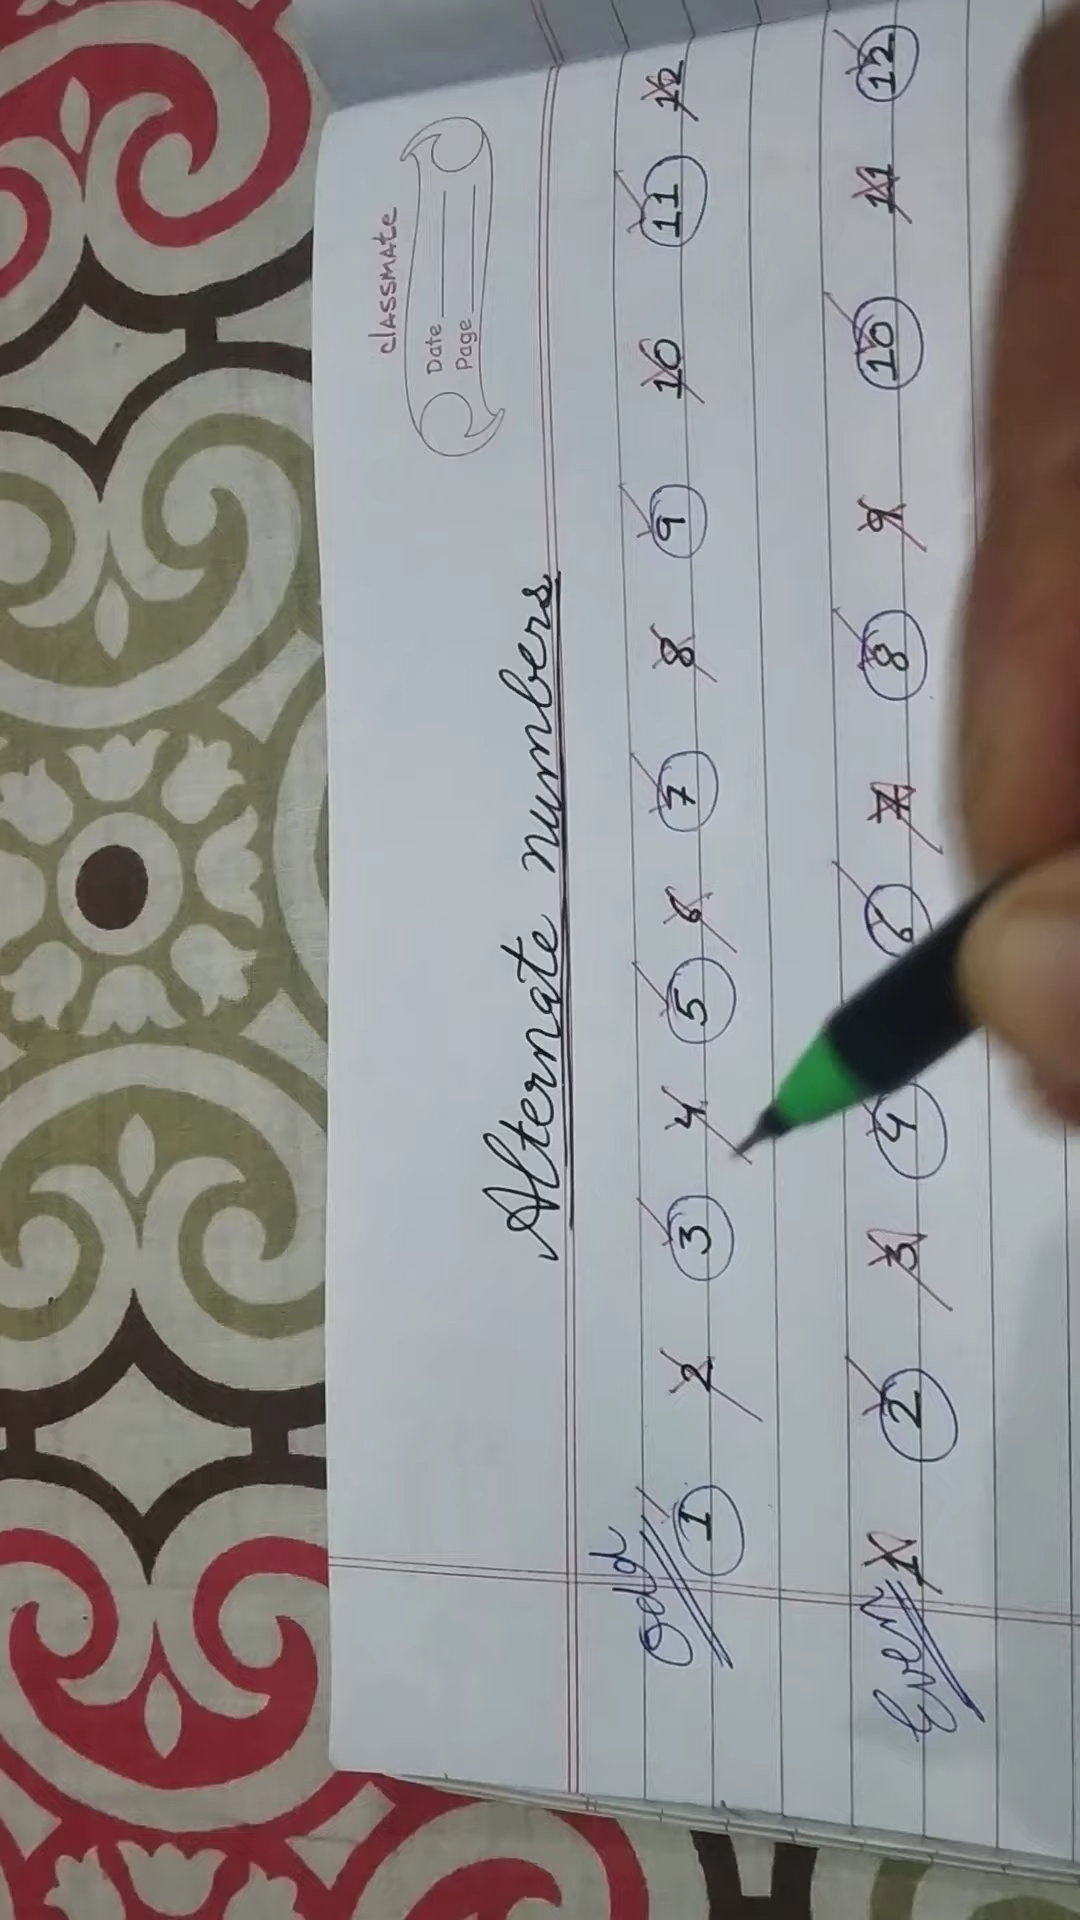 classmate
Date
Page
Alternate numbers
Odd 1 2 3 4 5 6 7 8 9 10 11 12
Even 1 2 3 4 6 7 8 9 10 11 12